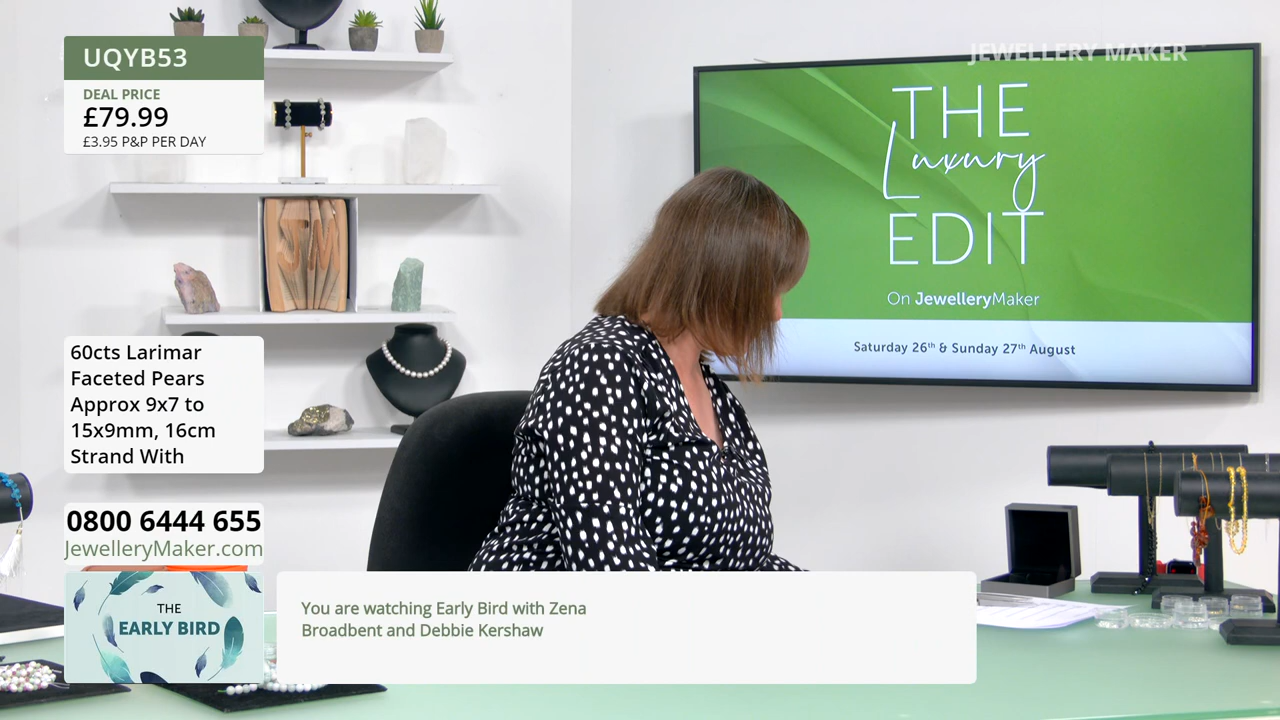 UQYB53
DEAL PRICE
£79.99
£3.95 P&P PER DAY
JEWELLERY MAKER
THE
Luxury
EDIT
On JewelleryMaker
Saturday 26th & Sunday 27th August
JM
60cts Larimar
Faceted Pears
Approx 9x7 to
15x9mm, 16cm
Strand With
0800 6444 655
JewelleryMaker.com
THE
EARLY BIRD
You are watching Early Bird with Zena
Broadbent and Debbie Kershaw